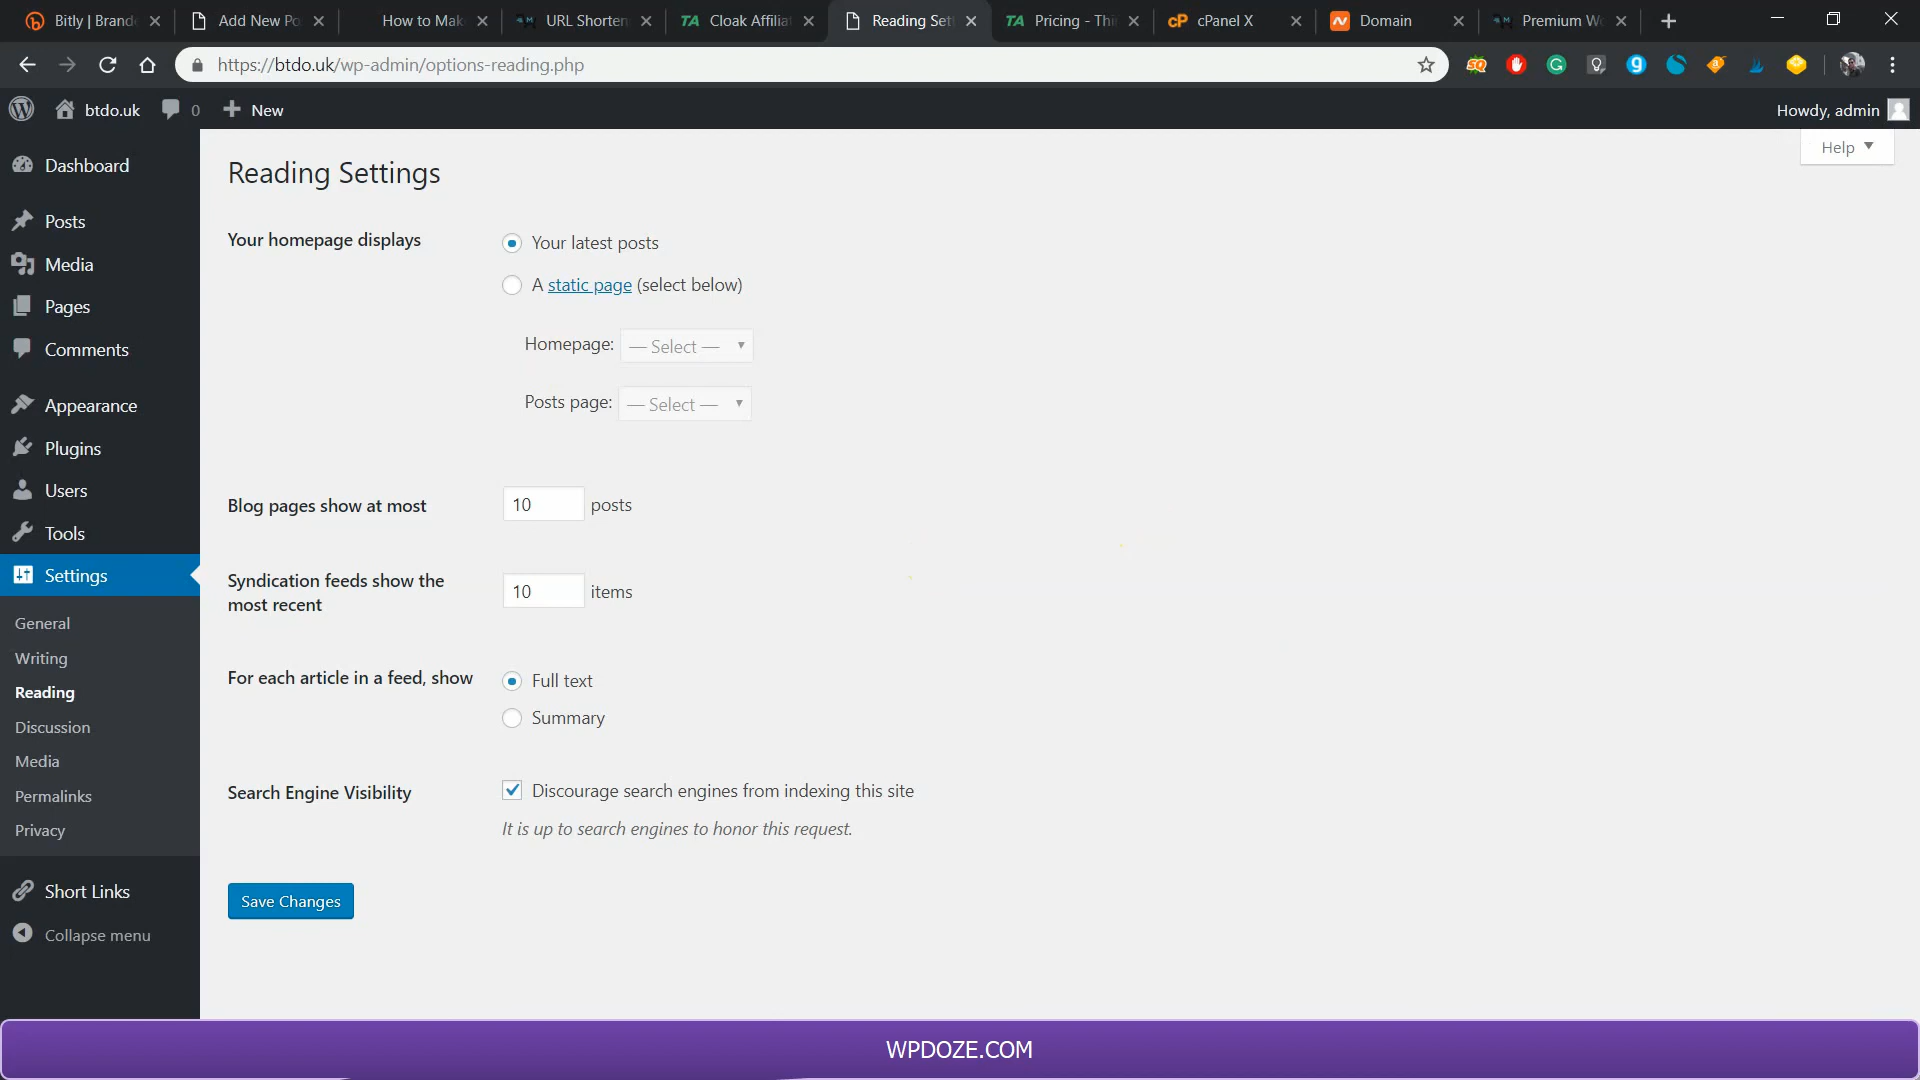 Bitly | Brande
Add New Po
How to Mak
URL Shorten
TA Cloak Affiliat
Reading Sett
TA Pricing - Thi
cP cPanel X
Domain
Premium Wo
https://btdo.uk/wp-admin/options-reading.php
btdo.uk 0 New Howdy, admin
Help
Dashboard
Posts
Media
Pages
Comments
Appearance
Plugins
Users
Tools
Settings
General
Writing
Reading
Discussion
Media
Permalinks
Privacy
Short Links
Collapse menu
Reading Settings
Your homepage displays
Your latest posts
A static page (select below)
Homepage: — Select —
Posts page: — Select —
Blog pages show at most 10 posts
Syndication feeds show the
most recent
10 items
For each article in a feed, show
Full text
Summary
Search Engine Visibility
Discourage search engines from indexing this site
It is up to search engines to honor this request.
Save Changes
WPDOZE.COM